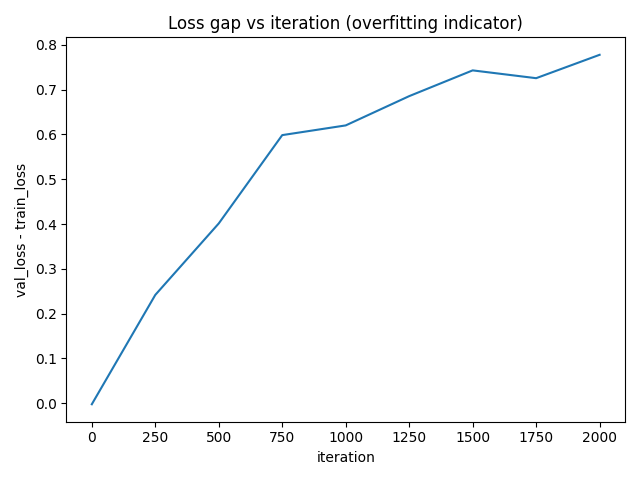 Loss gap vs iteration (overfitting indicator)
val_loss - train_loss
0.8
0.7
0.6
0.5
0.4
0.3
0.2
0.1
0.0
0 250 500 750 1000 1250 1500 1750 2000
iteration